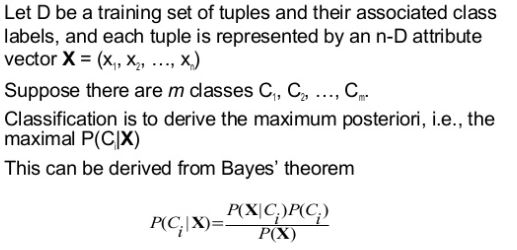 Let D be a training set of tuples and their associated class
labels, and each tuple is represented by an n-D attribute
vector X = (x₁, x₂, …, xₙ)
Suppose there are m classes C₁, C₂, …, Cₘ.
Classification is to derive the maximum posteriori, i.e., the
maximal P(Cᵢ|X)
This can be derived from Bayes’ theorem
P(Cᵢ|X)=P(X|Cᵢ)P(Cᵢ)/P(X)